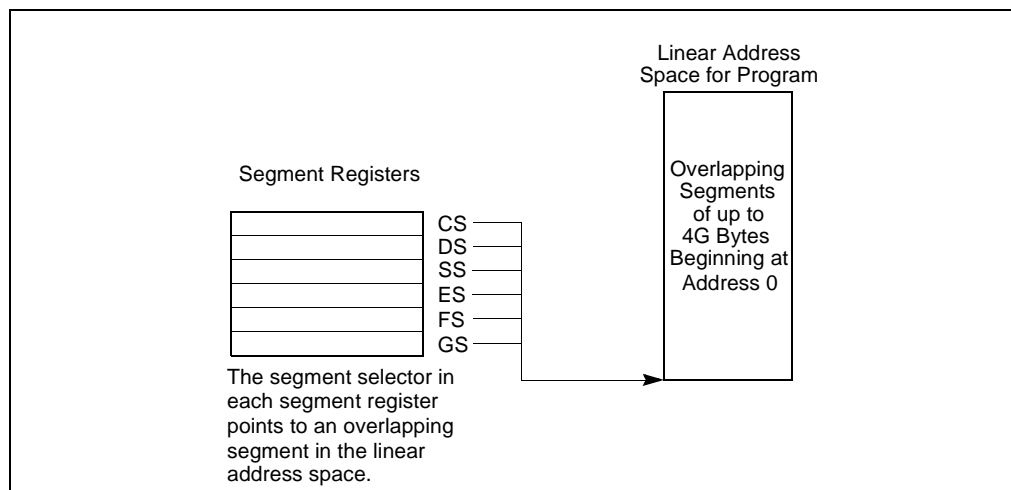 Linear Address
Space for Program
Overlapping
Segments
of up to
4G Bytes
Beginning at
Address 0
Segment Registers
CS
DS
SS
ES
FS
GS
The segment selector in
each segment register
points to an overlapping
segment in the linear
address space.